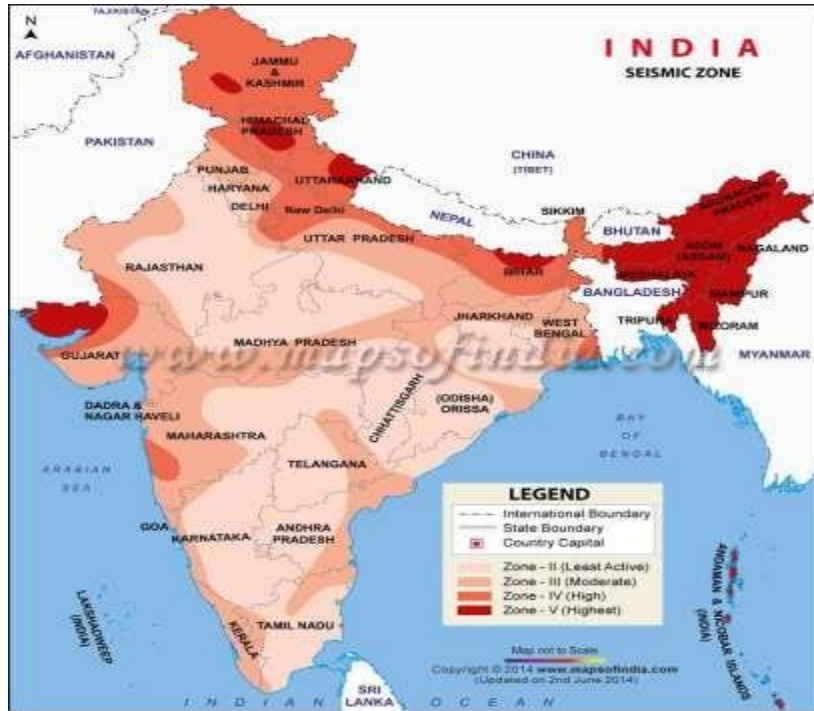 TAJIKISTAN
N
AFGHANISTAN
INDIA
SEISMIC ZONE
JAMMU
&
KASHMIR
PAKISTAN
HIMACHAL
PRADESH
CHINA
(TIBET)
PUNJAB
UTTARAKHAND
HARYANA
DELHI
New Delhi
NEPAL
SIKKIM
BHUTAN
ARUNACHAL
PRADESH
UTTAR PRADESH
ASOM
(ASSAM)
NAGALAND
RAJASTHAN
BIHAR
MEGHALAYA
BANGLADESH
MANIPUR
JHARKHAND
WEST
BENGAL
TRIPURA
MIZORAM
GUJARAT
MADHYA PRADESH
www.mapsofindia.com
MYANMAR
CHHATTISGARH
(ODISHA)
ORISSA
DADRA &
NAGAR HAVELI
MAHARASHTRA
BAY
OF
BENGAL
ARABIAN
SEA
TELANGANA
GOA
KARNATAKA
ANDHRA
PRADESH
LEGEND
International Boundary
State Boundary
Country Capital
Zone - II (Least Active)
Zone - III (Moderate)
Zone - IV (High)
Zone - V (Highest)
LAKSHADWEEP
(INDIA)
KERALA
TAMIL NADU
ANDAMAN & NICOBAR ISLANDS
(INDIA)
Map not to Scale
Copyright © 2014 www.mapsofindia.com
(Updated on 2nd June 2014)
SRI
LANKA
INDIAN OCEAN